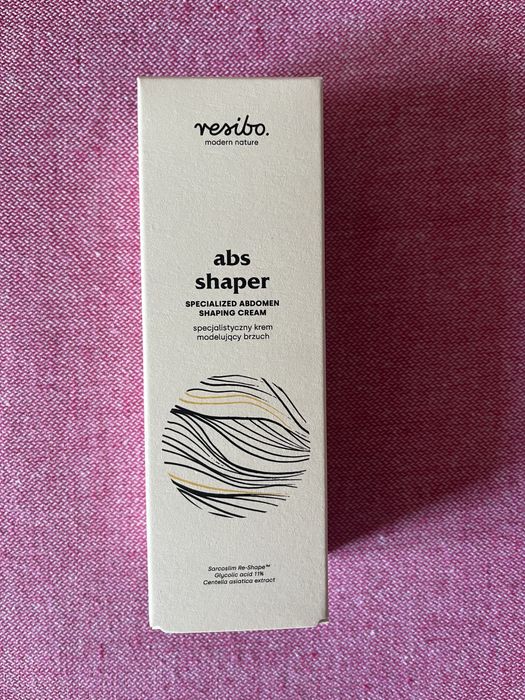 resibo.
modern nature
abs
shaper
SPECIALIZED ABDOMEN
SHAPING CREAM
specjalistyczny krem
modelujący brzuch
Sarcoslim Re-Shape™
Glycolic acid 11%
Centella asiatica extract